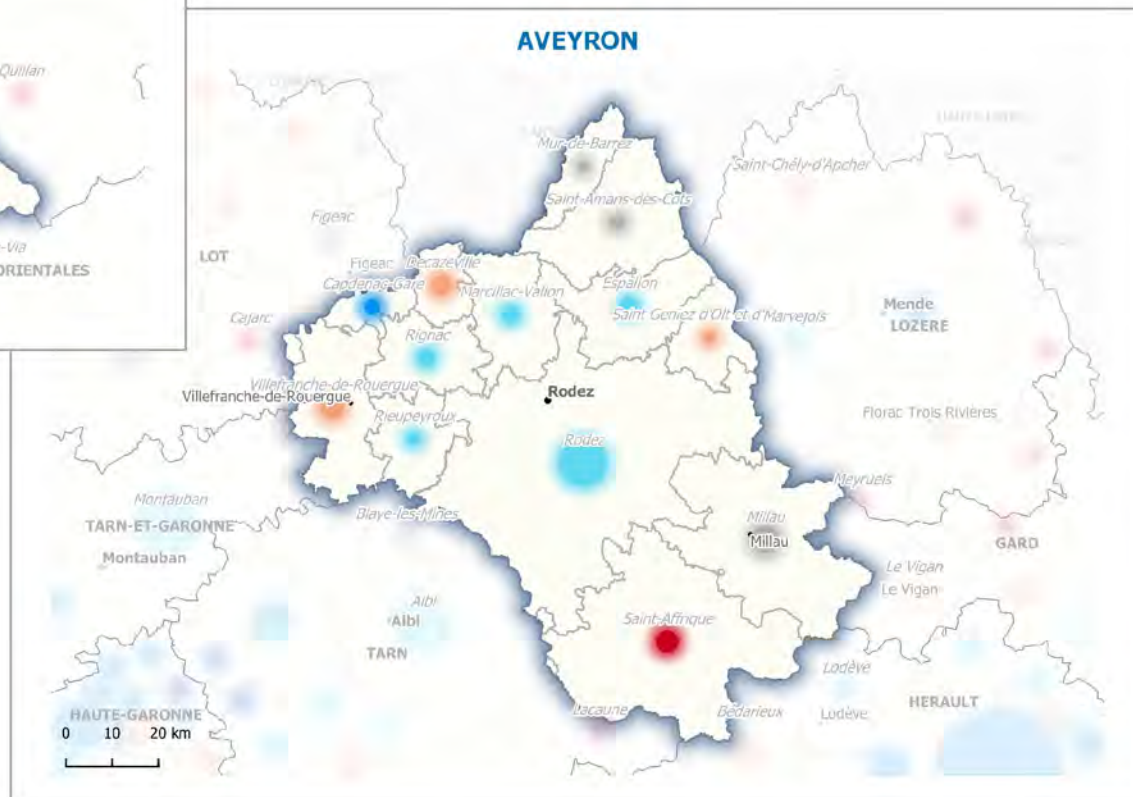 AVEYRON
Quillan
Mur-de-Barrez
Saint-Chély-d'Apcher
Saint-Amans-des-Cots
Figeac
-Via
LOT
ORIENTALES
Figeac
Decazeville
Capdenac-Gare
Marcillac-Vallon
Espalion
Saint Geniez d'Olt et d'Marvejols
Mende
LOZERE
Cajarc
Rignac
Villefranche-de-Rouergue
Villefranche-de-Rouergue
Rodez
Rieupeyroux
Florac Trois Rivières
Rodez
Meyrueis
Montauban
Blaye-les-Mines
Millau
TARN-ET-GARONNE
Millau
GARD
Montauban
Le Vigan
Le Vigan
Albi
Albi
Saint-Affrique
TARN
Lodève
HAUTE-GARONNE
Lacaune
Bédarieux
Lodève
HERAULT
0 10 20 km